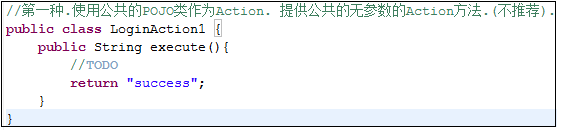 //第一种.使用公共的POJO类作为Action. 提供公共的无参数的Action方法.(不推荐).
public class LoginAction1 {
    public String execute(){
        //TODO
        return "success";
    }
}